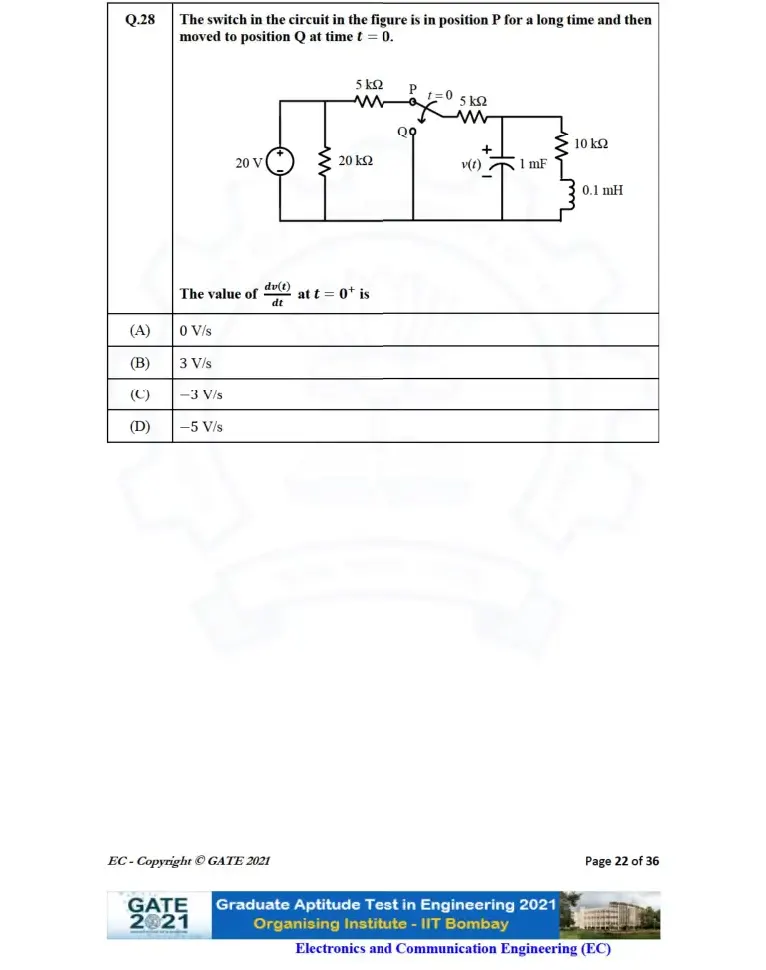 Q.28
The switch in the circuit in the figure is in position P for a long time and then
moved to position Q at time t = 0.
5 kΩ
P
t = 0
5 kΩ
Q
10 kΩ
20 V
+
−
20 kΩ
+
v(t)
−
1 mF
0.1 mH
The value of dv(t)/dt at t = 0⁺ is
(A) 0 V/s
(B) 3 V/s
(C) −3 V/s
(D) −5 V/s
EC - Copyright © GATE 2021
Page 22 of 36
GATE
2021
Graduate Aptitude Test in Engineering 2021
Organising Institute - IIT Bombay
Electronics and Communication Engineering (EC)